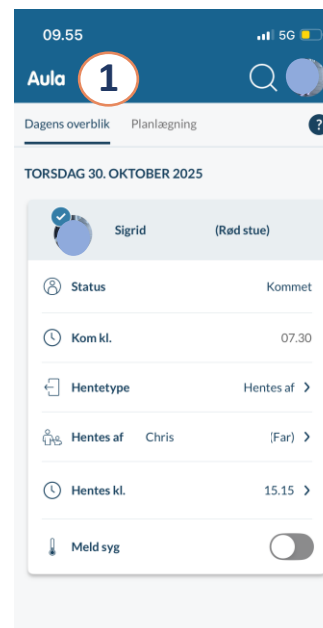 09.55 5G
Aula 1
Dagens overblik Planlægning ?
TORSDAG 30. OKTOBER 2025
Sigrid (Rød stue)
Status Kommet
Kom kl. 07.30
Hentetype Hentes af
Hentes af Chris (Far)
Hentes kl. 15.15
Meld syg